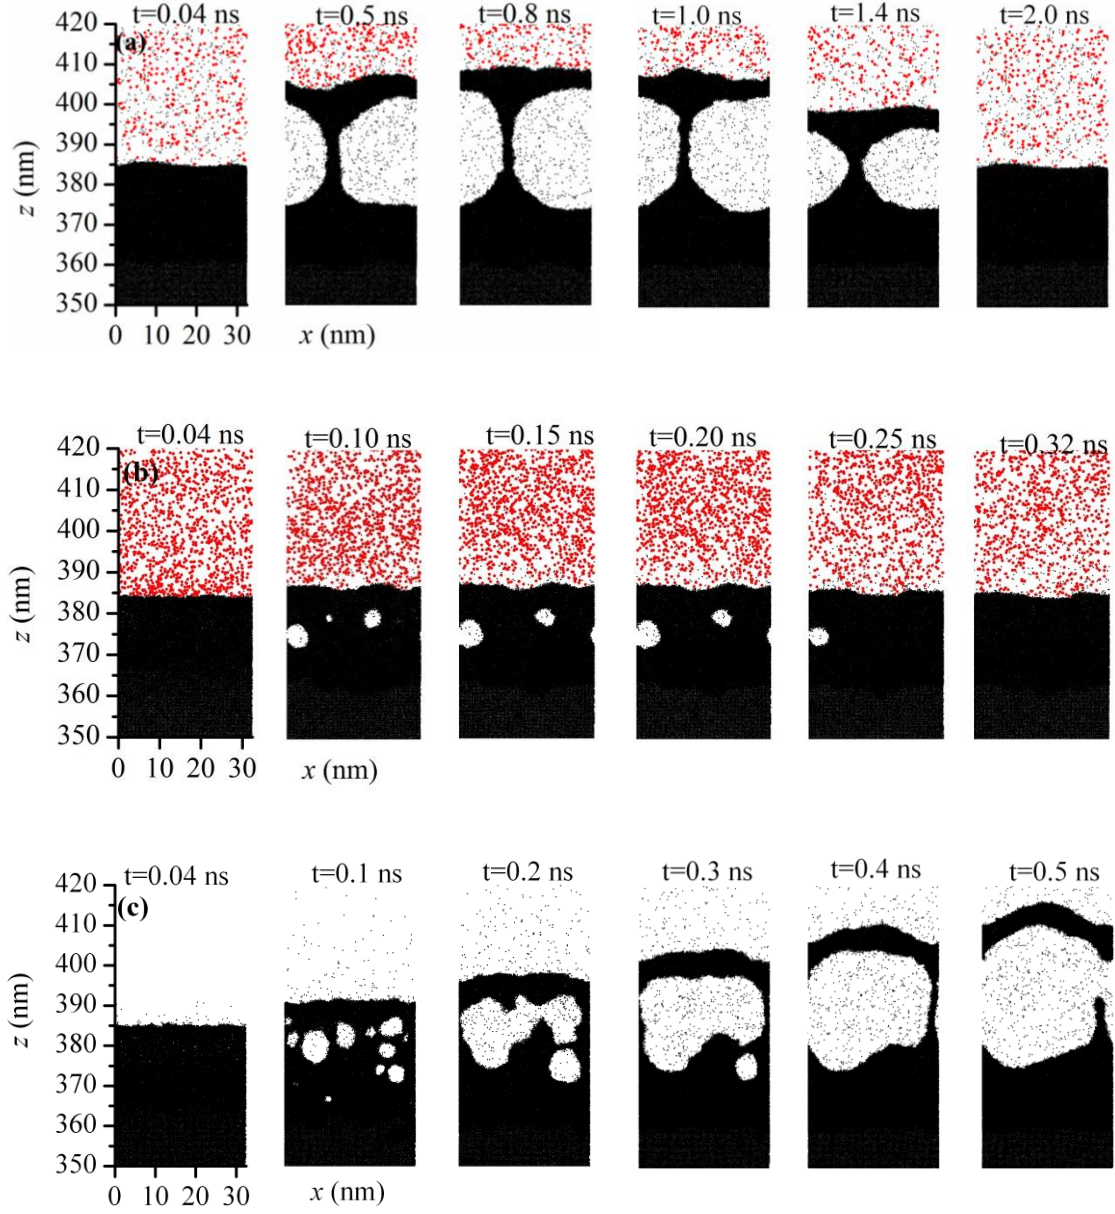 t=0.04 ns t=0.5 ns t=0.8 ns t=1.0 ns t=1.4 ns t=2.0 ns
420
(a)
410
400
390
380
370
360
350
z (nm)
0 10 20 30 x (nm)
t=0.04 ns t=0.10 ns t=0.15 ns t=0.20 ns t=0.25 ns t=0.32 ns
420
(b)
410
400
390
380
370
360
350
z (nm)
0 10 20 30 x (nm)
t=0.04 ns t=0.1 ns t=0.2 ns t=0.3 ns t=0.4 ns t=0.5 ns
420
(c)
410
400
390
380
370
360
350
z (nm)
0 10 20 30 x (nm)